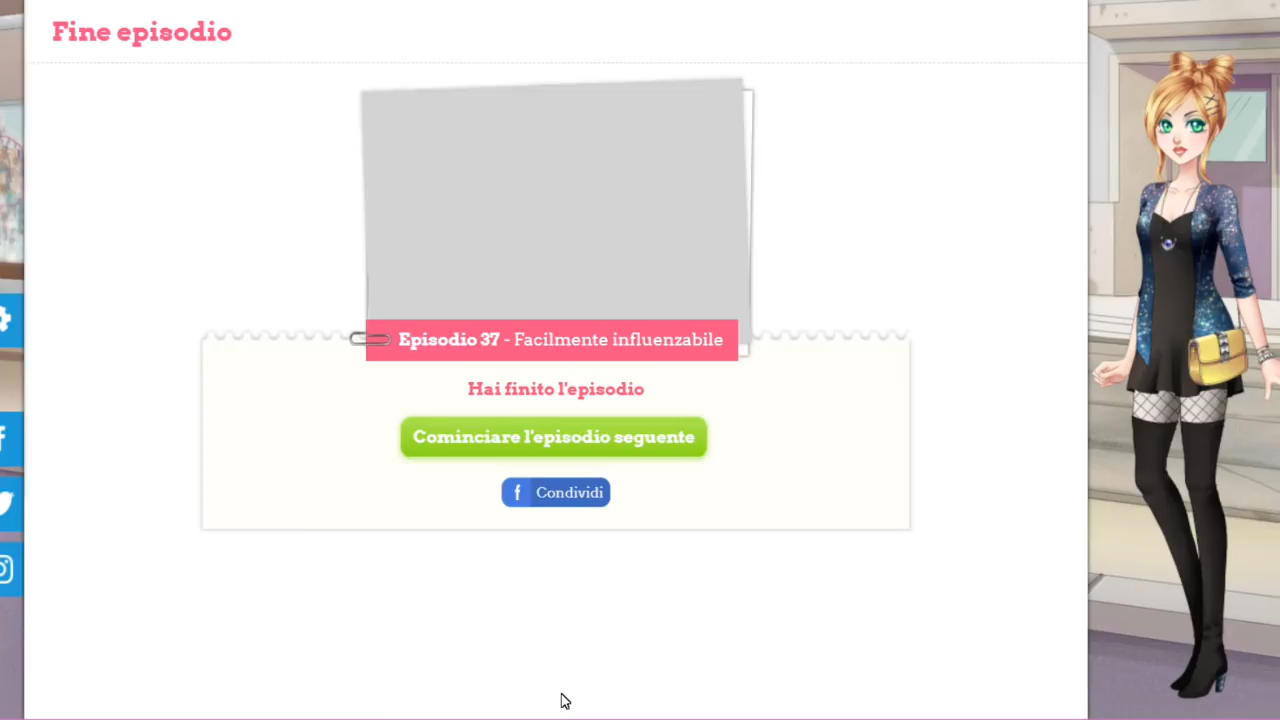 Fine episodio
Episodio 37 - Facilmente influenzabile
Hai finito l'episodio
Cominciare l'episodio seguente
f Condividi